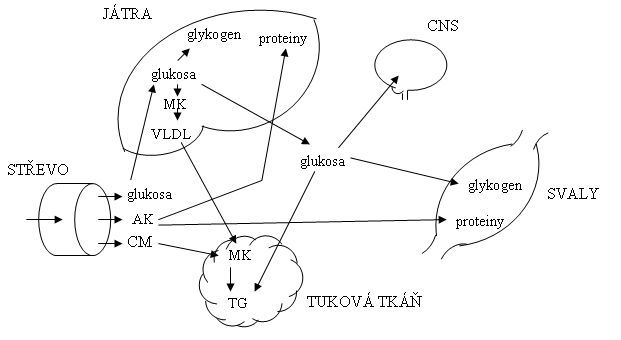 JÁTRA
CNS
glykogen
proteiny
glukosa
MK
VLDL
glukosa
STŘEVO
glukosa
AK
CM
glykogen
SVALY
proteiny
MK
TG
TUKOVÁ TKÁŇ